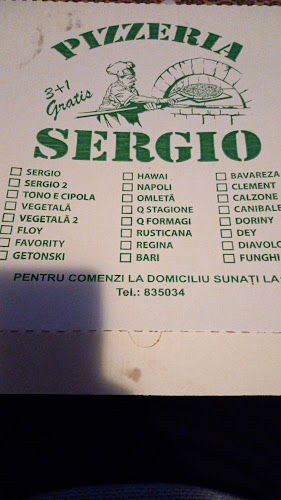 PIZZERIA
3+1
Gratis
SERGIO
SERGIO
SERGIO 2
TONO E CIPOLA
VEGETALĂ
VEGETALĂ 2
FLOY
FAVORITY
GETONSKI
HAWAI
NAPOLI
OMLETĂ
Q STAGIONE
Q FORMAGI
RUSTICANA
REGINA
BARI
BAVAREZA
CLEMENT
CALZONE
CANIBALE
DORINY
DEY
DIAVOLO
FUNGHI
PENTRU COMENZI LA DOMICILIU SUNAȚI LA:
Tel.: 835034